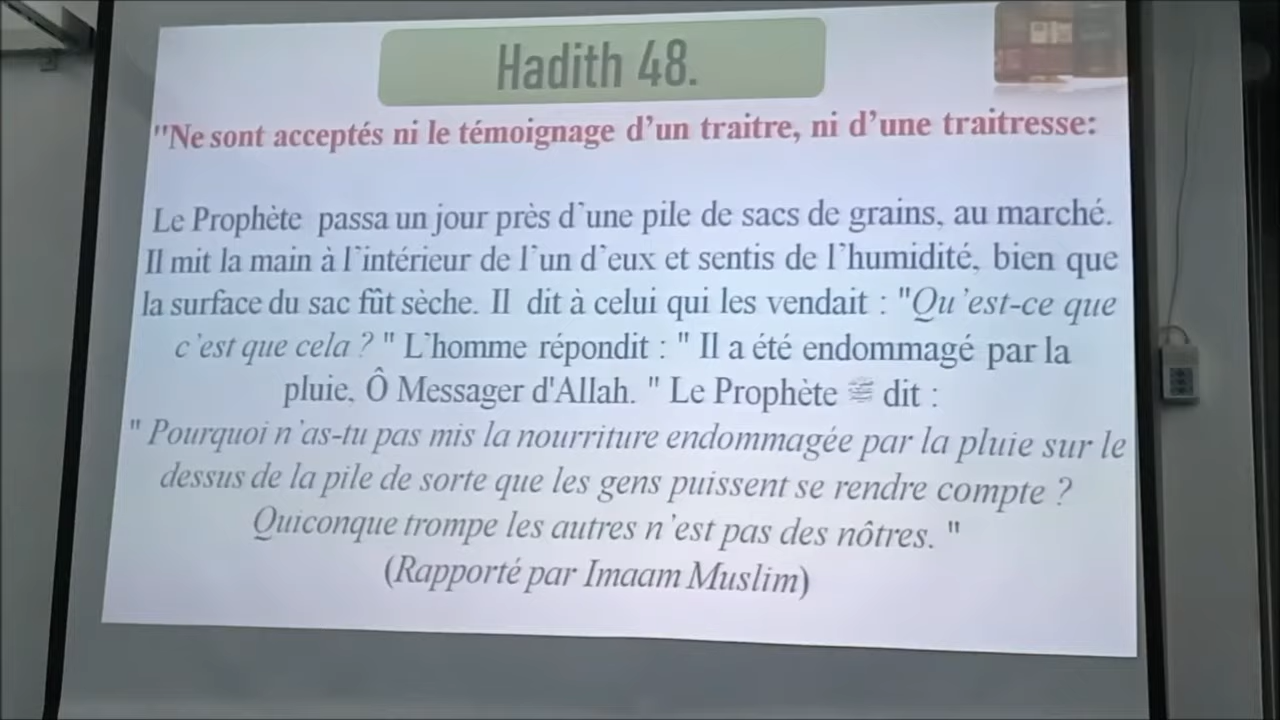 Hadith 48.
"Ne sont acceptés ni le témoignage d'un traitre, ni d'une traitresse:
Le Prophète passa un jour près d'une pile de sacs de grains, au marché.
Il mit la main à l'intérieur de l'un d'eux et sentis de l'humidité, bien que
la surface du sac fût sèche. Il dit à celui qui les vendait : "Qu'est-ce que
c'est que cela ? " L'homme répondit : " Il a été endommagé par la
pluie, Ô Messager d'Allah. " Le Prophète ﷺ dit :
" Pourquoi n'as-tu pas mis la nourriture endommagée par la pluie sur le
dessus de la pile de sorte que les gens puissent se rendre compte ?
Quiconque trompe les autres n'est pas des nôtres. "
(Rapporté par Imaam Muslim)